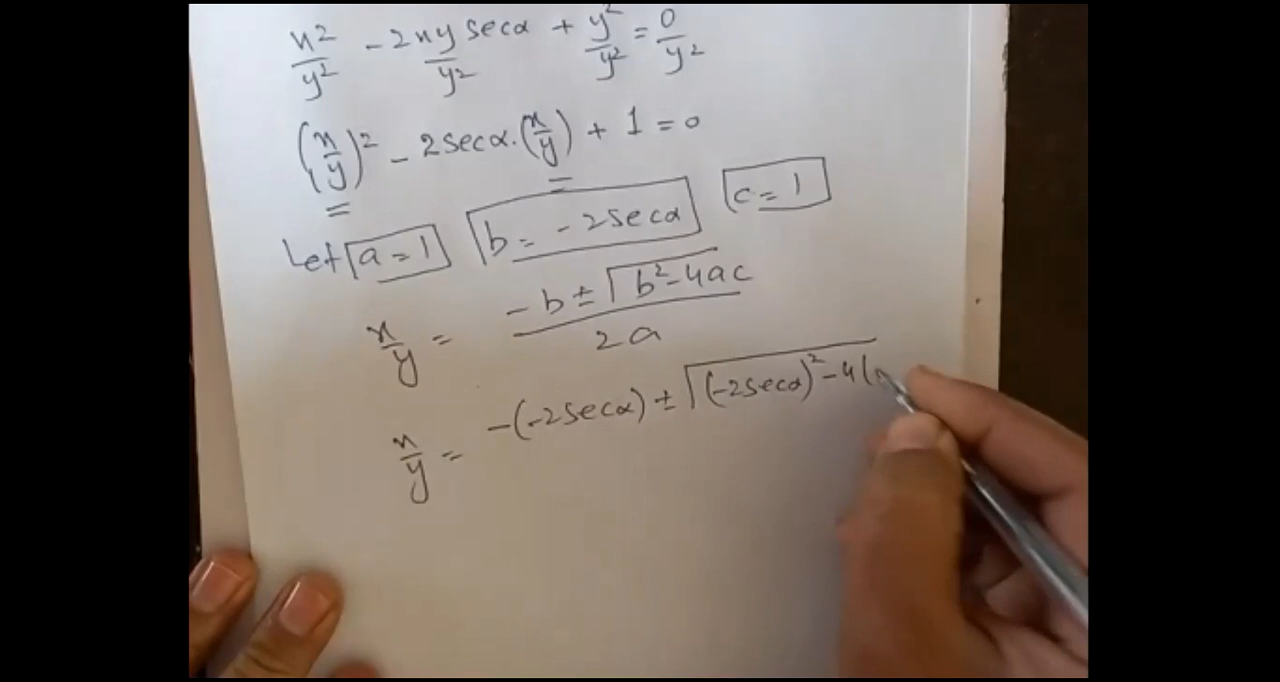 x²/y² - 2xy secα/y² + y²/y² = 0/y²
(x/y)² - 2secα.(x/y) + 1 = 0
Let a = 1 b = -2secα c = 1
x/y = -b ± √b²-4ac / 2a
x/y = -(-2secα) ± √(-2secα)² - 4(